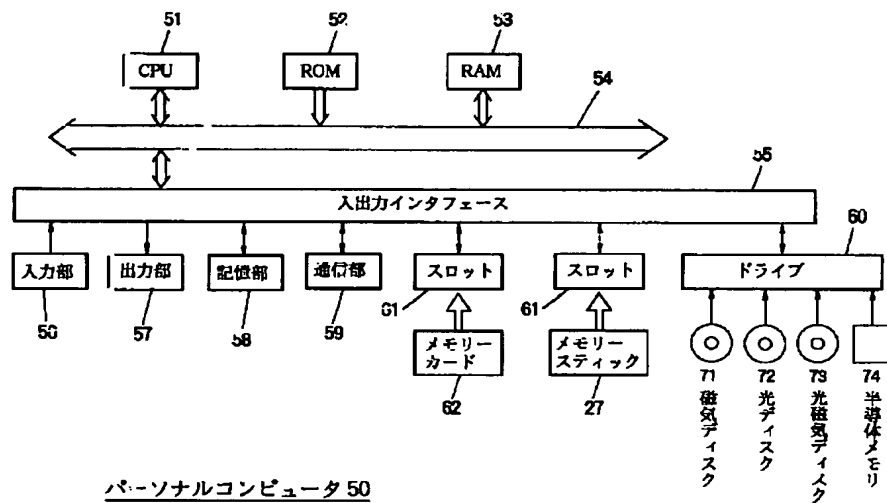 51
52
53
CPU
ROM
RAM
54
55
入出力インタフェース
60
入力部
出力部
記憶部
通信部
スロット
スロット
ドライブ
56
57
58
59
61
61
メモリーカード
メモリースティック
62
27
71
磁気ディスク
72
光ディスク
73
光磁気ディスク
74
半導体メモリ
パーソナルコンピュータ50